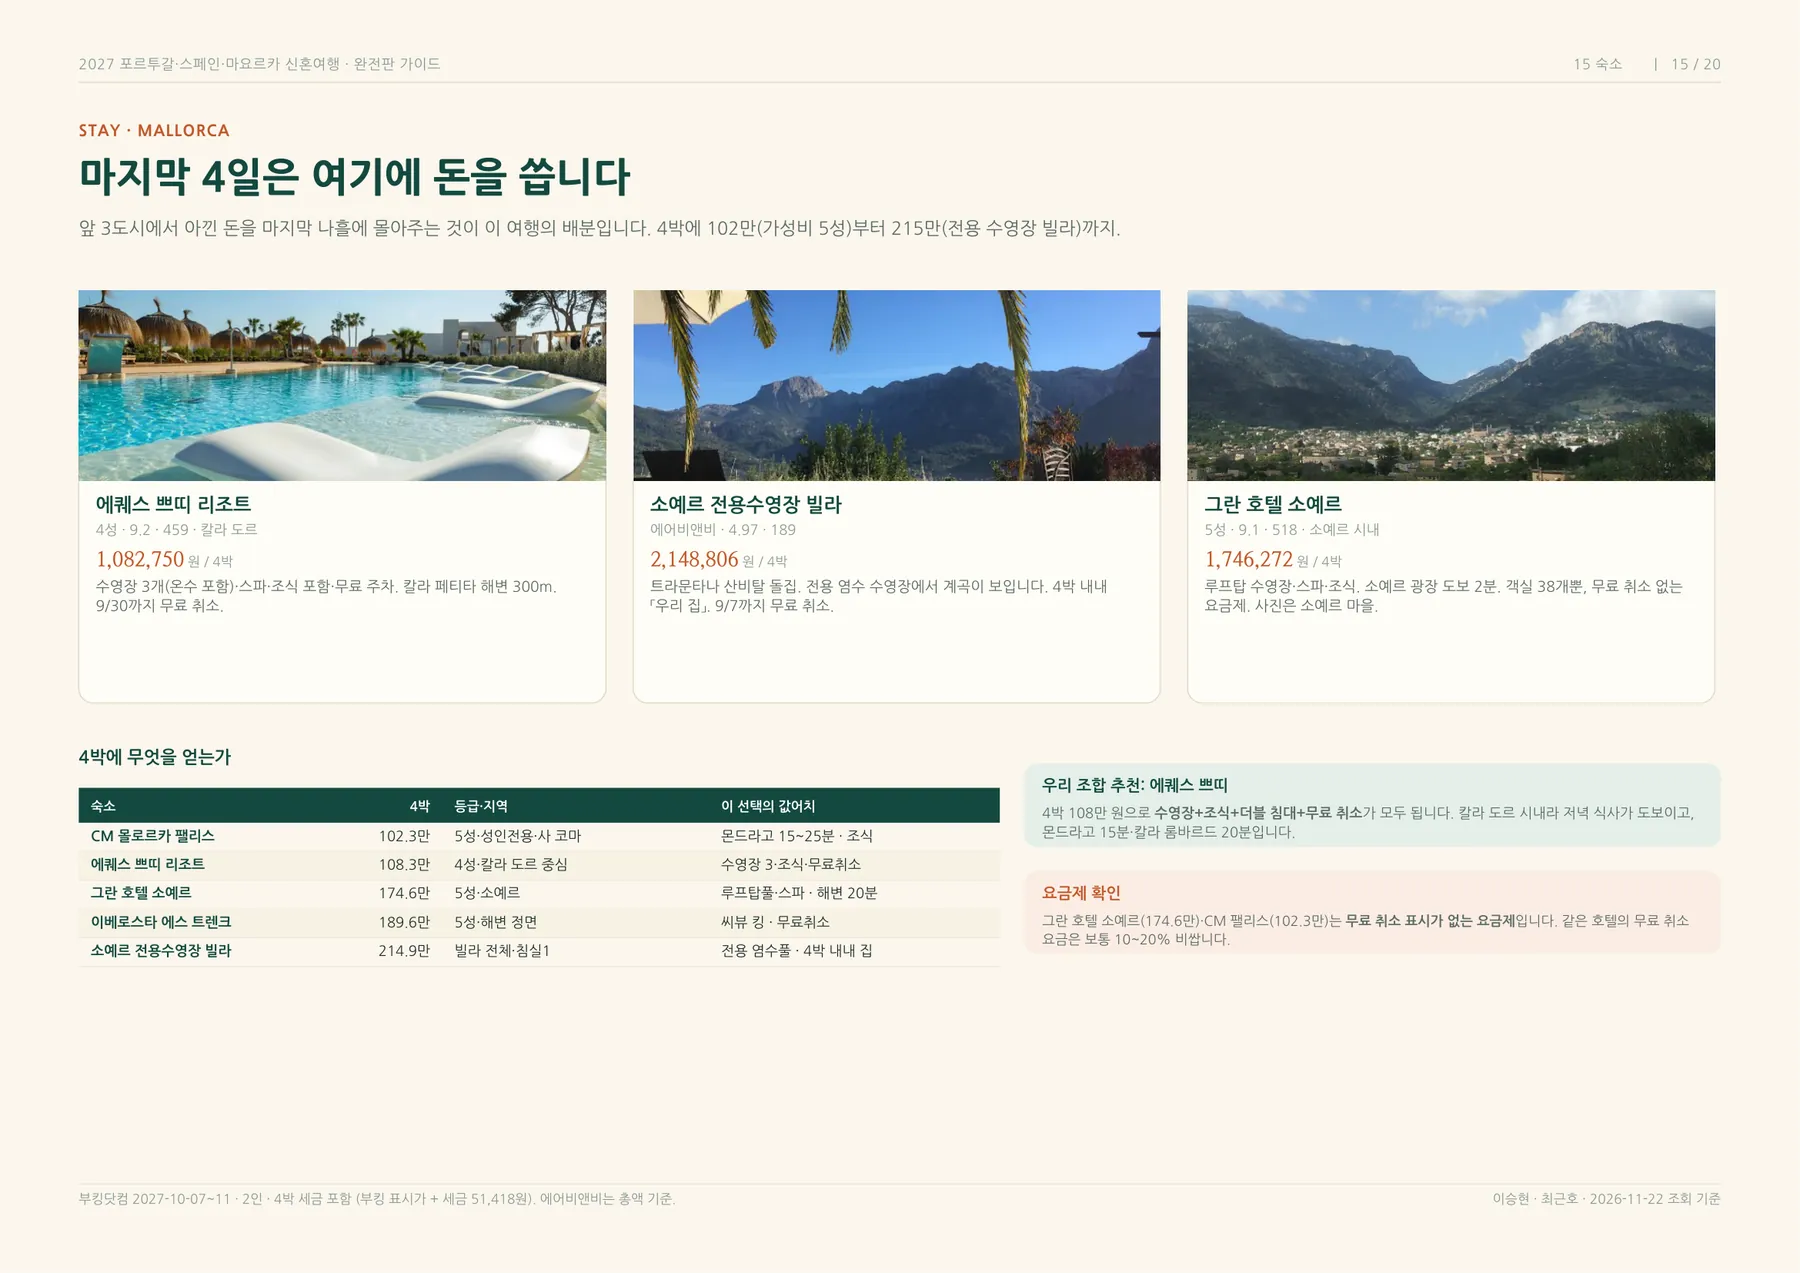 2027 포르투갈·스페인·마요르카 신혼여행 · 완전판 가이드
15 숙소 | 15 / 20
STAY · MALLORCA
마지막 4일은 여기에 돈을 씁니다
앞 3도시에서 아낀 돈을 마지막 나흘에 몰아주는 것이 이 여행의 배분입니다. 4박에 102만(가성비 5성)부터 215만(전용 수영장 빌라)까지.
에퀘스 쁘띠 리조트
4성 · 9.2 · 459 · 칼라 도르
1,082,750 원 / 4박
수영장 3개(온수 포함)·스파·조식 포함·무료 주차. 칼라 페티타 해변 300m.
9/30까지 무료 취소.
소예르 전용수영장 빌라
에어비앤비 · 4.97 · 189
2,148,806 원 / 4박
트라문타나 산비탈 돌집. 전용 염수 수영장에서 계곡이 보입니다. 4박 내내
「우리 집」. 9/7까지 무료 취소.
그란 호텔 소예르
5성 · 9.1 · 518 · 소예르 시내
1,746,272 원 / 4박
루프탑 수영장·스파·조식. 소예르 광장 도보 2분. 객실 38개뿐, 무료 취소 없는
요금제. 사진은 소예르 마을.
4박에 무엇을 얻는가
숙소 4박 등급·지역 이 선택의 값어치
CM 몰로르카 팰리스 102.3만 5성·성인전용·사 코마 몬드라고 15~25분 · 조식
에퀘스 쁘띠 리조트 108.3만 4성·칼라 도르 중심 수영장 3·조식·무료취소
그란 호텔 소예르 174.6만 5성·소예르 루프탑풀·스파 · 해변 20분
이베로스타 에스 트렌크 189.6만 5성·해변 정면 씨뷰 킹 · 무료취소
소예르 전용수영장 빌라 214.9만 빌라 전체·침실1 전용 염수풀 · 4박 내내 집
우리 조합 추천: 에퀘스 쁘띠
4박 108만 원으로 수영장+조식+더블 침대+무료 취소가 모두 됩니다. 칼라 도르 시내라 저녁 식사가 도보이고,
몬드라고 15분·칼라 롬바르드 20분입니다.
요금제 확인
그란 호텔 소예르(174.6만)·CM 팰리스(102.3만)는 무료 취소 표시가 없는 요금제입니다. 같은 호텔의 무료 취소
요금은 보통 10~20% 비쌉니다.
부킹닷컴 2027-10-07~11 · 2인 · 4박 세금 포함 (부킹 표시가 + 세금 51,418원). 에어비앤비는 총액 기준.
이승현 · 최근호 · 2026-11-22 조회 기준